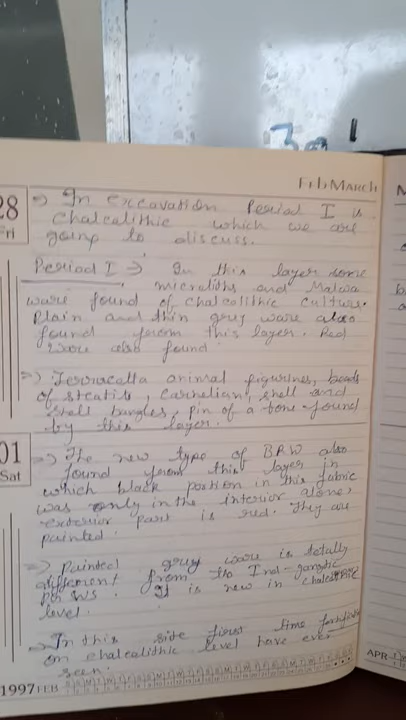 Feb March
28
Fri
=) In excavation Period I is
chalcalithic which we are
going to discuss.
Period I => In this layer some
microliths and Malwa
ware found of chalcolithic culture.
Plain and thin grey ware also
found from this layer. Red
ware also found.
=) Terracotta animal figurines, beads
of steatite, carnelian, shell and
shell bangles, pin of a bone found
by this layer.
01
Sat
=) The new type of BRW also
found from this layer in
which black portion in this fabric
was only in the interior alone,
exterior part is red. They are
painted.
=) Painted grey ware is totally
different from the Ind-gangetic
PGWS. It is new in chalcolithic
level.
=) In this site first time
on chalcalithic level have ever
seen.
1997 FEB
APR